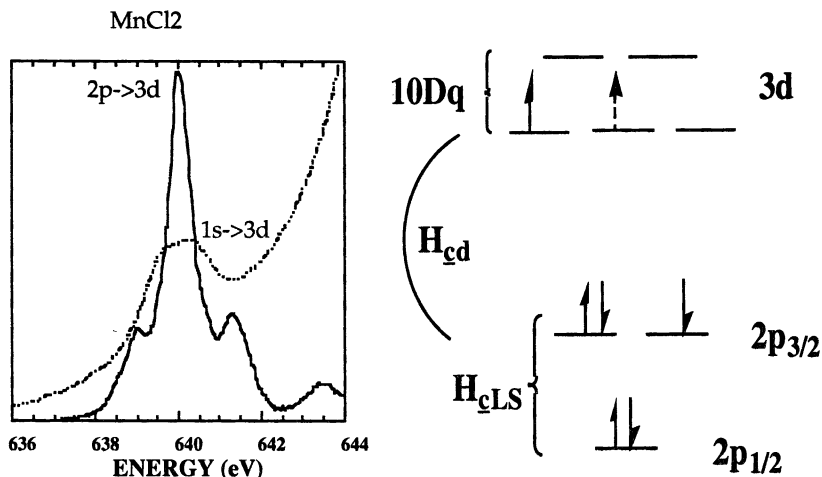 MnCl2
2p->3d
1s->3d
636 638 640 642 644
ENERGY (eV)
10Dq
3d
Hcd
HcLS
2p3/2
2p1/2